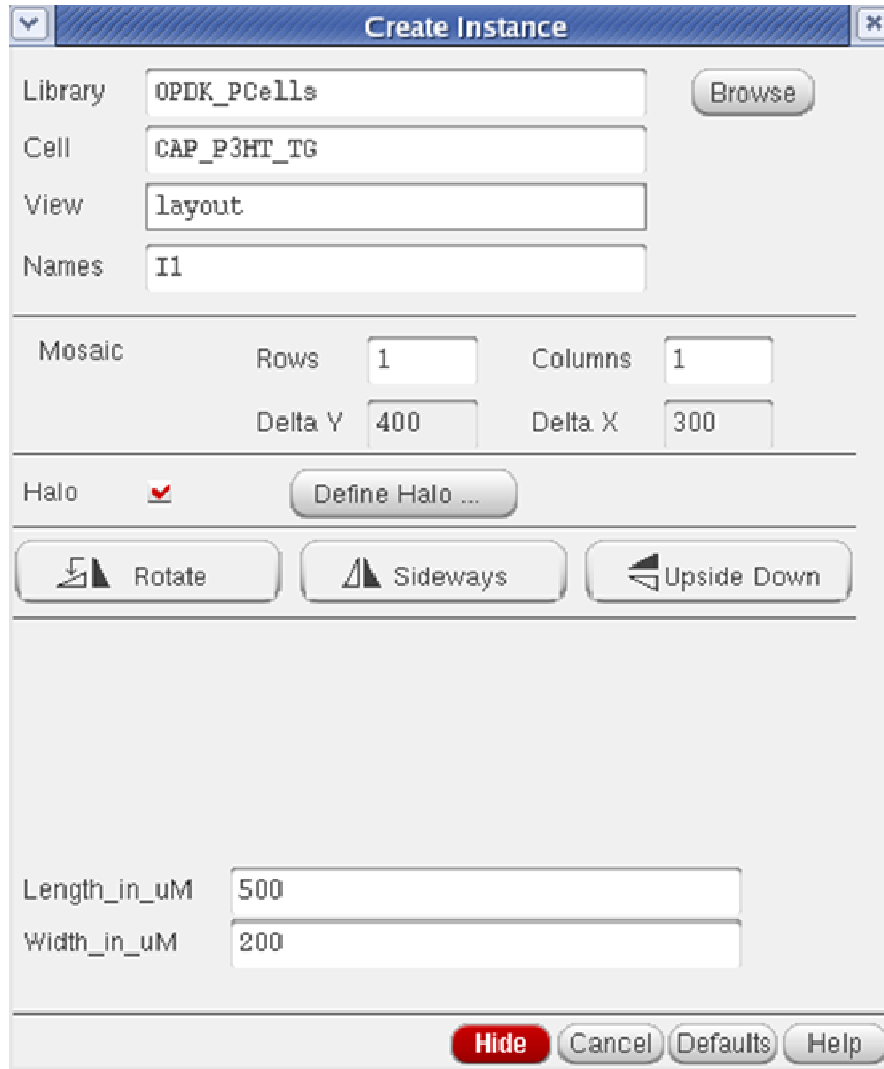 Create Instance
Library OPDK_PCells Browse
Cell CAP_P3HT_TG
View layout
Names I1
Mosaic Rows 1 Columns 1
Delta Y 400 Delta X 300
Halo Define Halo ...
Rotate Sideways Upside Down
Length_in_uM 500
Width_in_uM 200
Hide Cancel Defaults Help